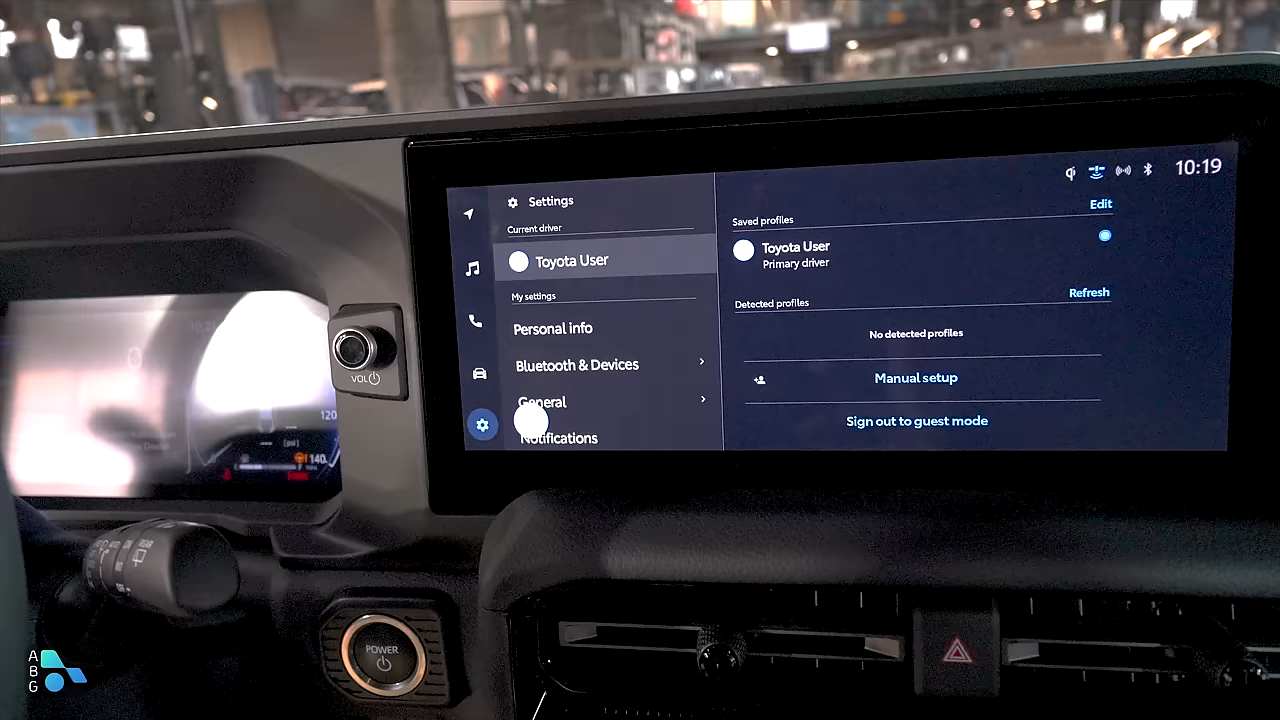 10:19
Settings
Current driver
Toyota User
My settings
Personal info
Bluetooth & Devices
General
Notifications
Edit
Saved profiles
Toyota User
Primary driver
Refresh
Detected profiles
No detected profiles
Manual setup
Sign out to guest mode
VOL
120
[psi]
140
POWER
REAR
A
B
G